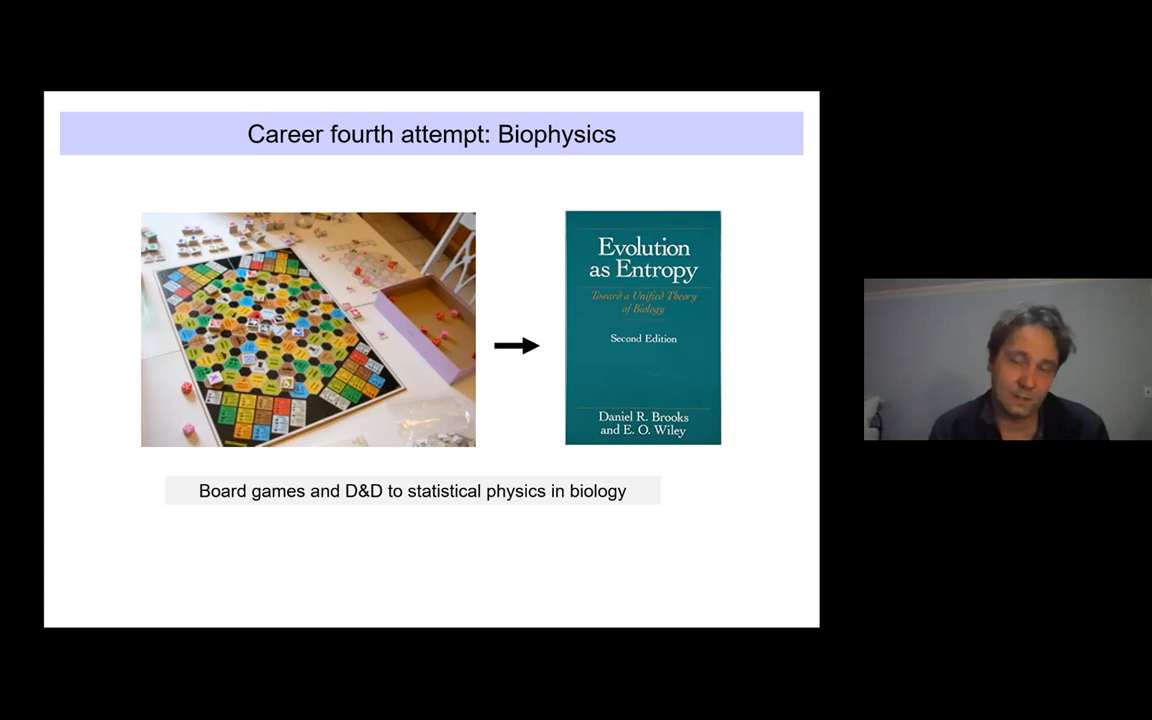 Career fourth attempt: Biophysics
Evolution
as Entropy
Toward a Unified Theory
of Biology
Second Edition
Daniel R. Brooks
and E. O. Wiley
Board games and D&D to statistical physics in biology